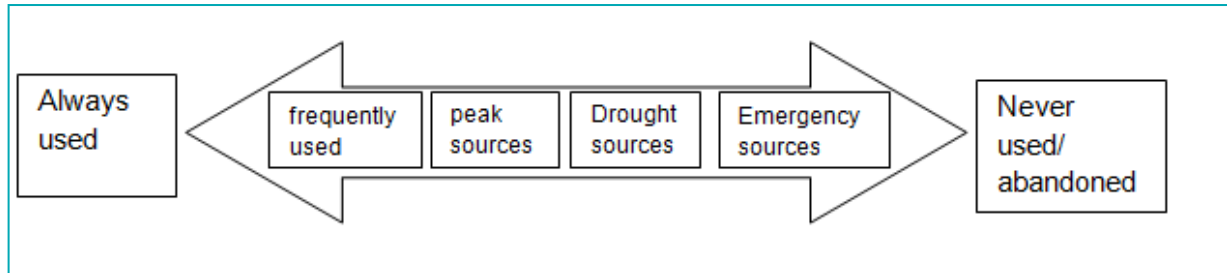 Always
used
frequently
used
peak
sources
Drought
sources
Emergency
sources
Never
used/
abandoned